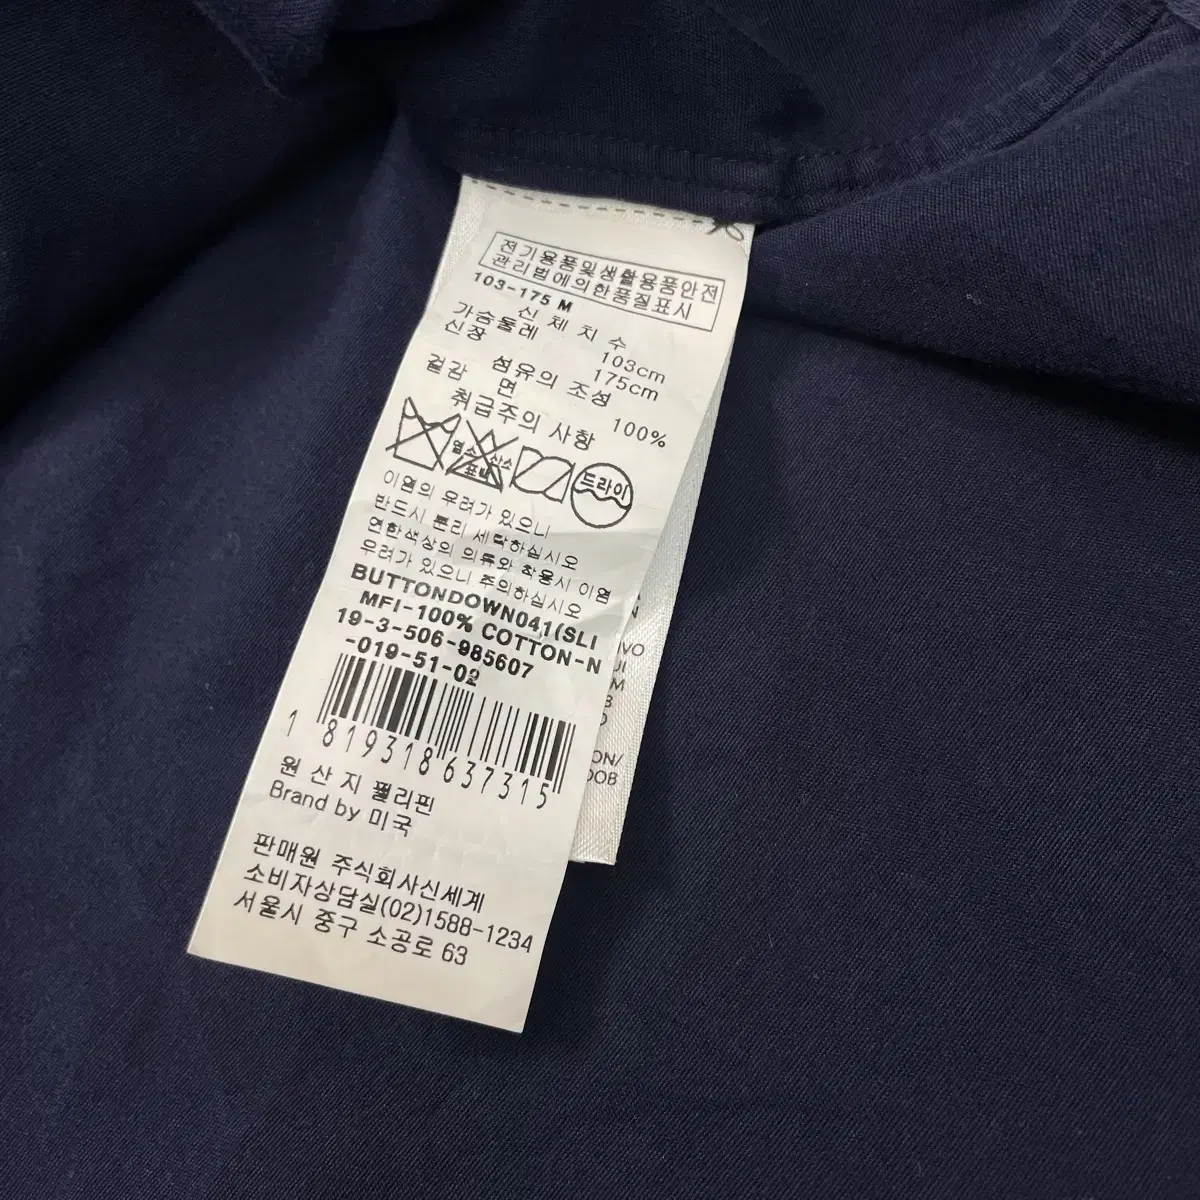 전기용품및생활용품안전
관리법에의한품질표시
103-175 M
신 체 치 수
가슴둘레 103cm
신장 175cm
섬유의 조성
겉감 면 100%
취급주의 사항
염소 산소
표백
드라이
이염의 우려가 있으니
반드시 분리 세탁하십시오
연한색상의 의류와 착용시 이염
우려가 있으니 주의하십시오
BUTTONDOWN041(SLI
MFI-100% COTTON-N
19-3-506-985607
-019-51-02
1 819318 637315
원 산 지 필리핀
Brand by 미국
판매원 주식회사신세계
소비자상담실(02)1588-1234
서울시 중구 소공로 63